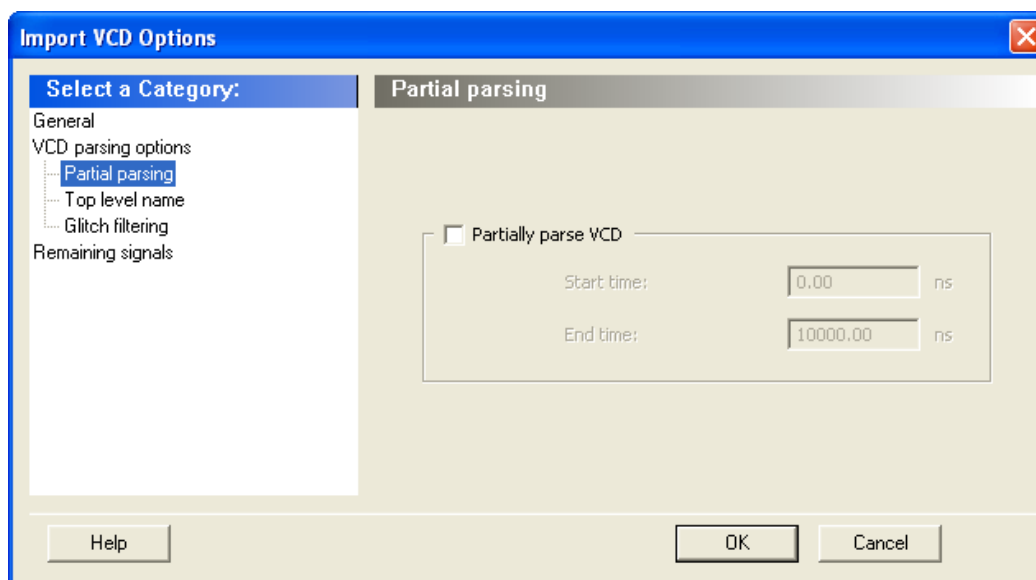 Import VCD Options
Select a Category:
General
VCD parsing options
Partial parsing
Top level name
Glitch filtering
Remaining signals
Partial parsing
Partially parse VCD
Start time: 0.00 ns
End time: 10000.00 ns
Help OK Cancel